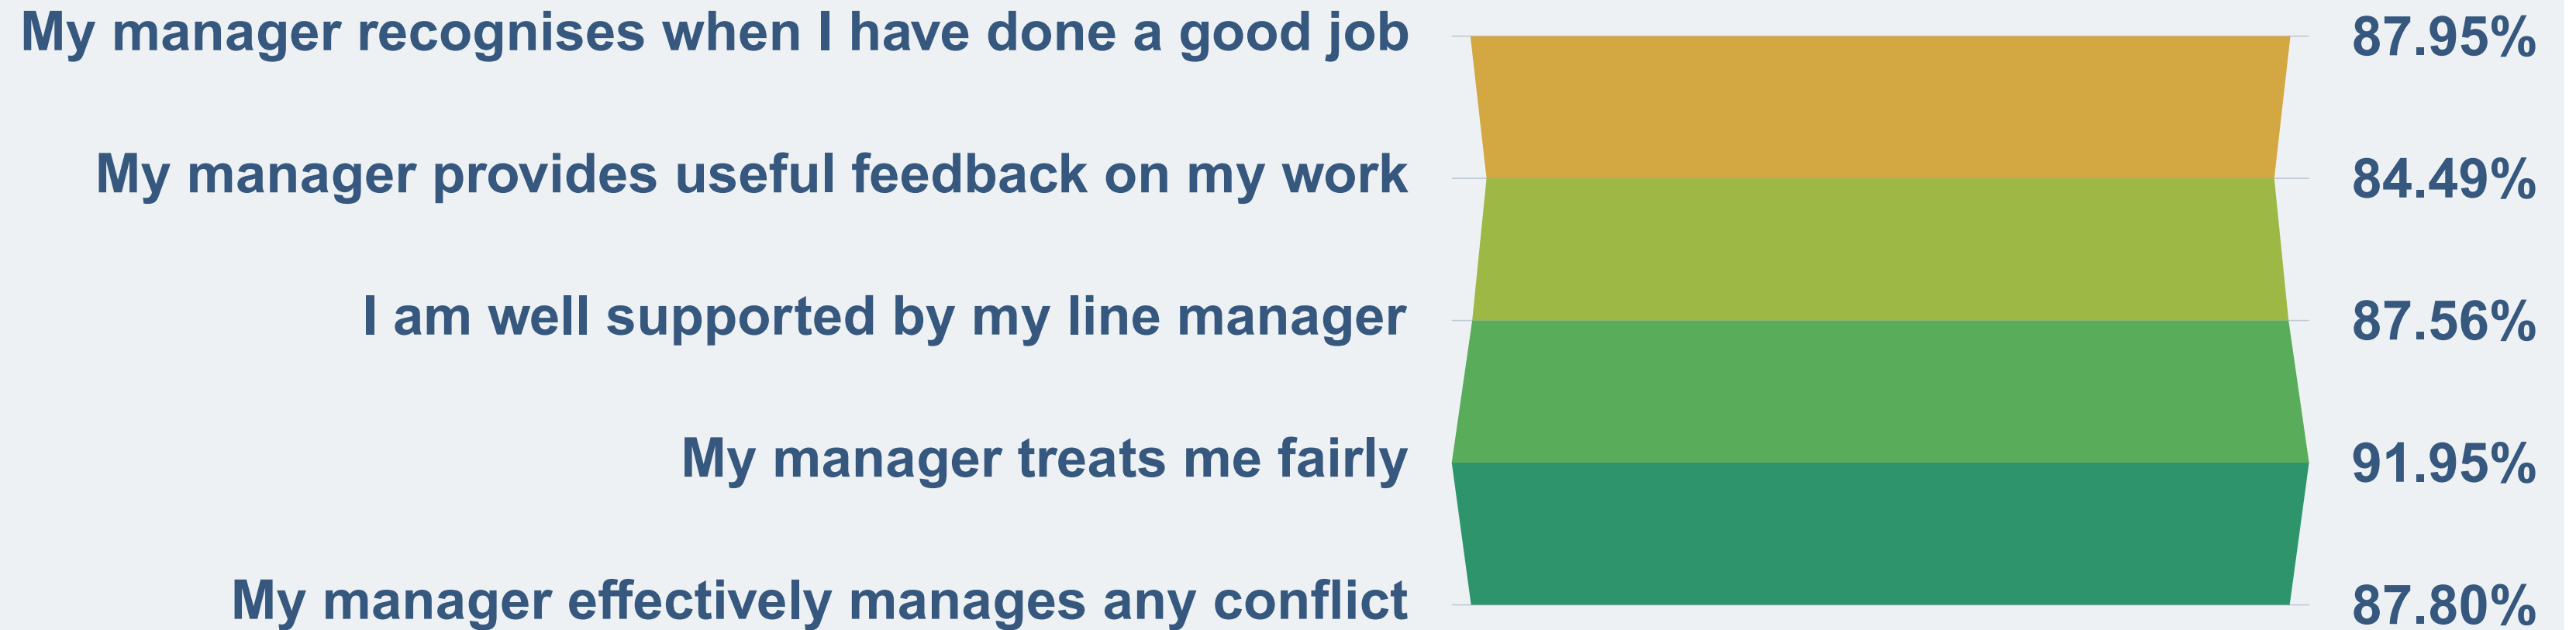 My manager recognises when I have done a good job 87.95%
My manager provides useful feedback on my work 84.49%
I am well supported by my line manager 87.56%
My manager treats me fairly 91.95%
My manager effectively manages any conflict 87.80%